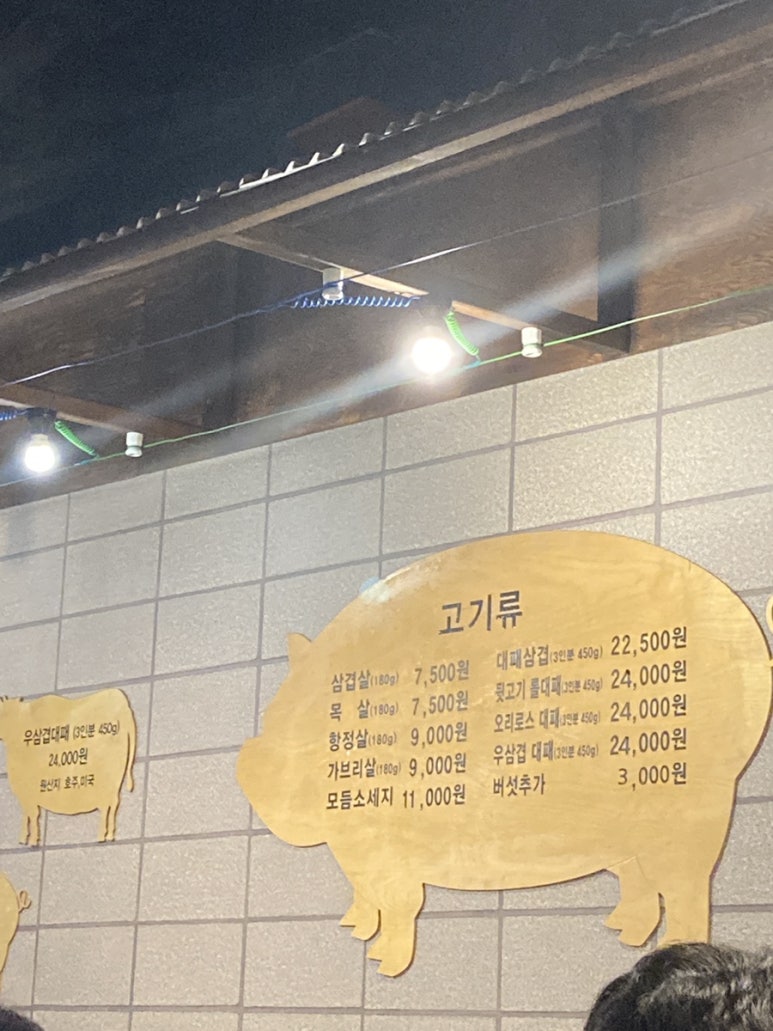 고기류
삼겹살(180g) 7,500원
목 살(180g) 7,500원
항정살(180g) 9,000원
가브리살(180g) 9,000원
모듬소세지 11,000원
대패삼겹(3인분 450g) 22,500원
뒷고기 롤대패(3인분 450g) 24,000원
오리로스 대패(3인분 450g) 24,000원
우삼겹 대패(3인분 450g) 24,000원
버섯추가 3,000원
우삼겹대패 (3인분 450g)
24,000원
원산지 호주,미국